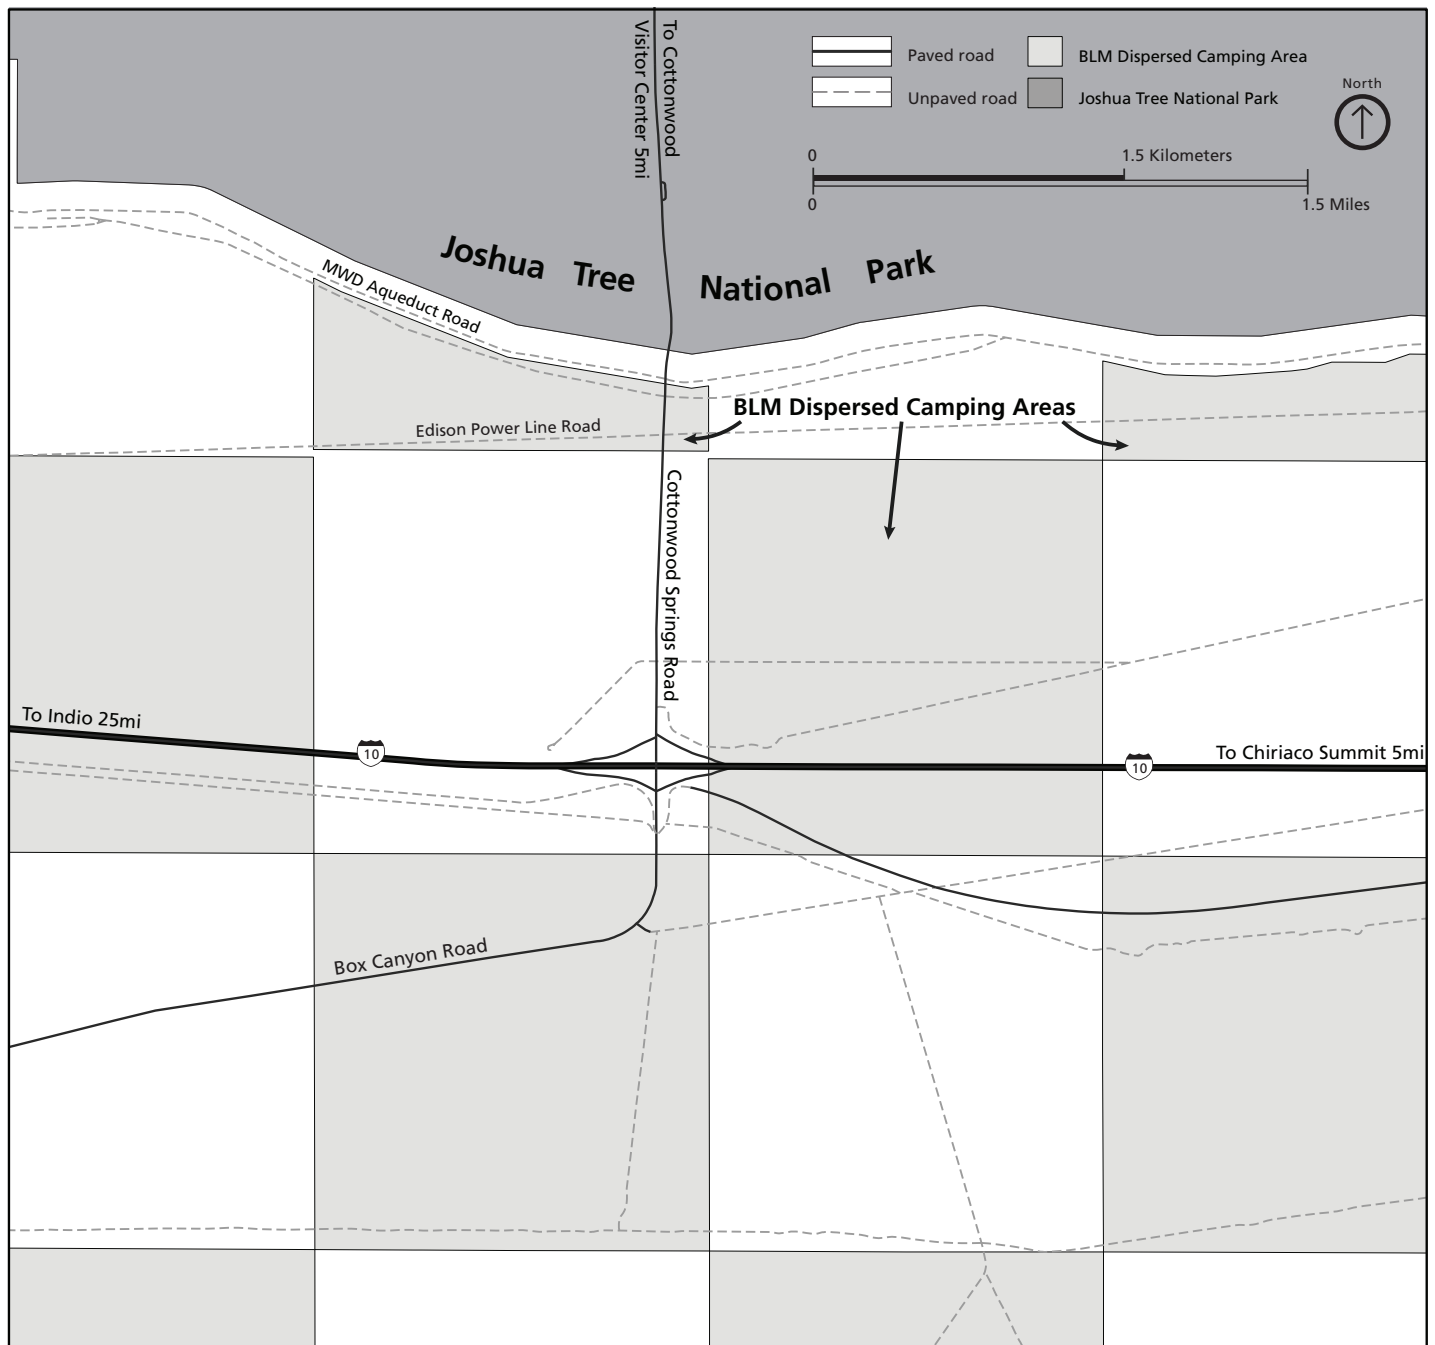 To Cottonwood
Visitor Center 5mi
Paved road
BLM Dispersed Camping Area
Unpaved road
Joshua Tree National Park
North
0
1.5 Kilometers
0
1.5 Miles
Joshua Tree National Park
MWD Aqueduct Road
BLM Dispersed Camping Areas
Edison Power Line Road
Cottonwood Springs Road
To Indio 25mi
10
To Chiriaco Summit 5mi
10
Box Canyon Road